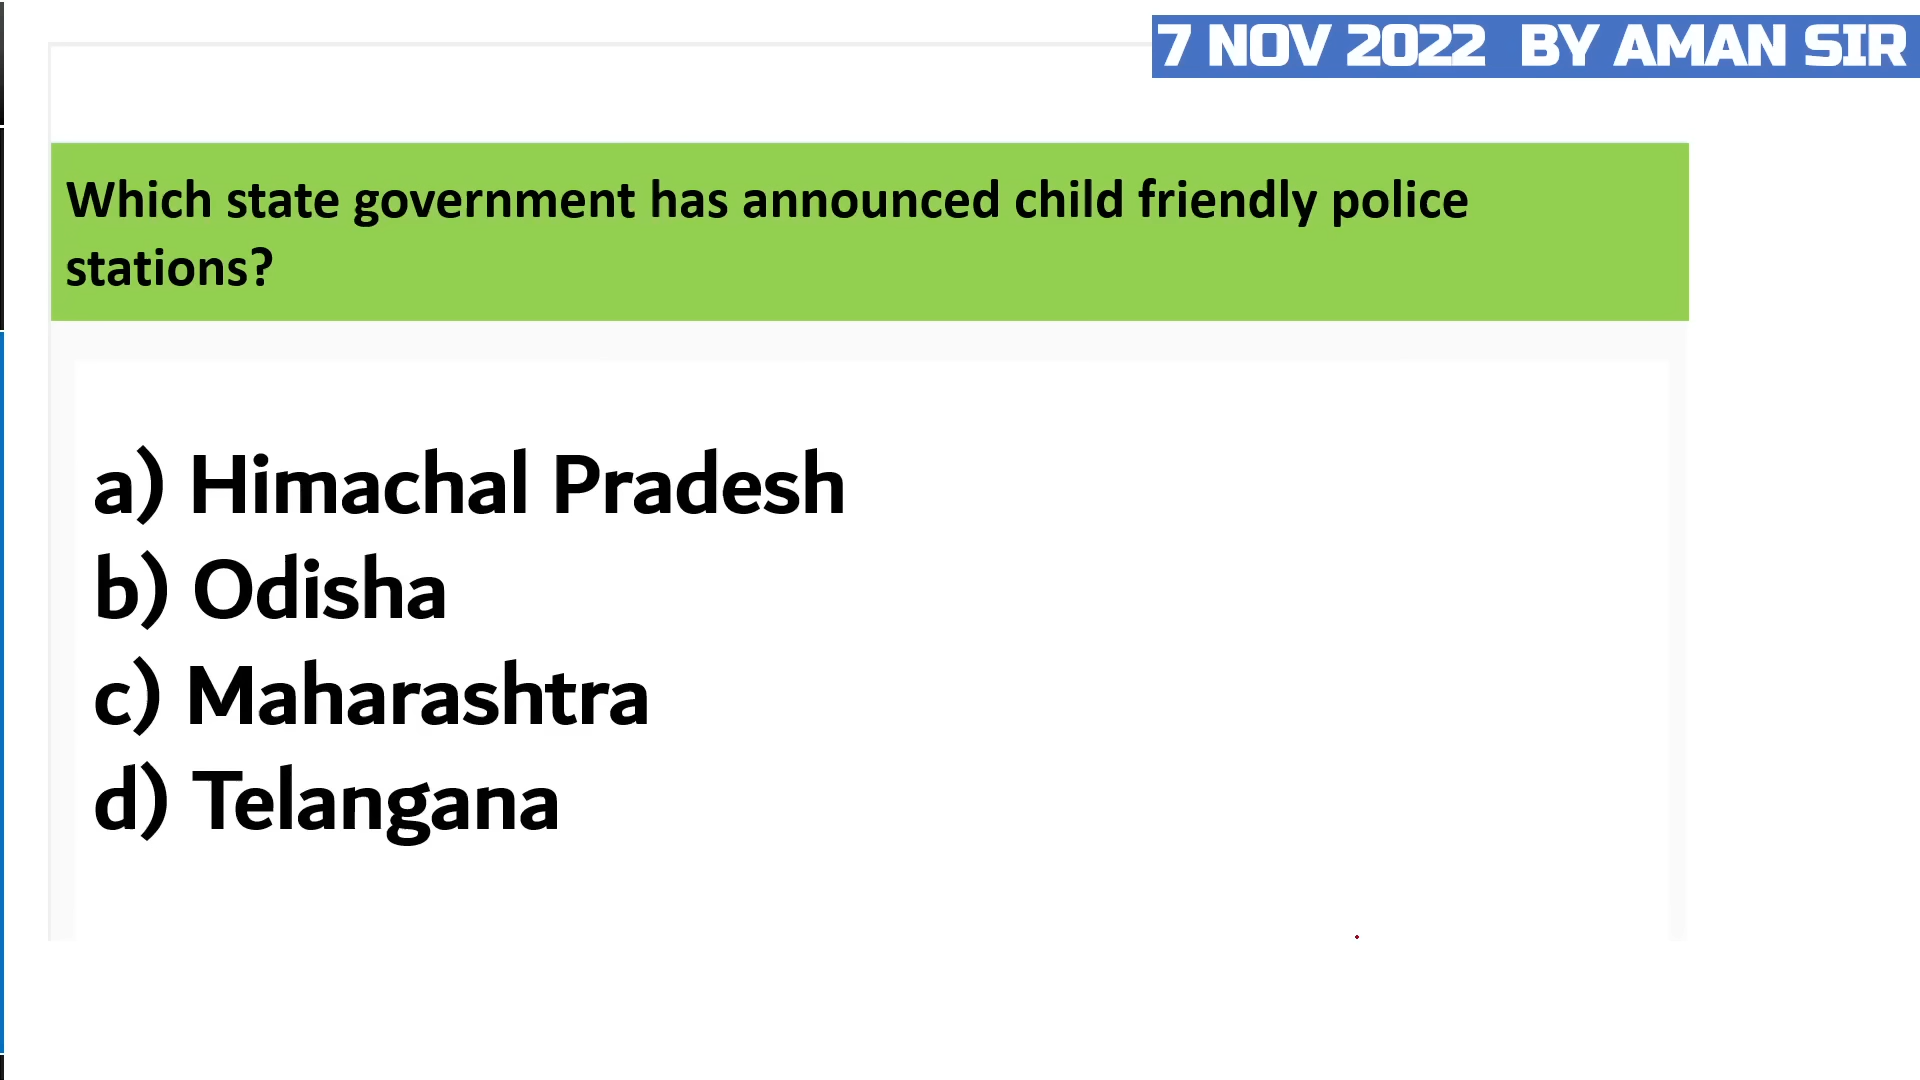 7 NOV 2022 BY AMAN SIR
Which state government has announced child friendly police
stations?
a) Himachal Pradesh
b) Odisha
c) Maharashtra
d) Telangana